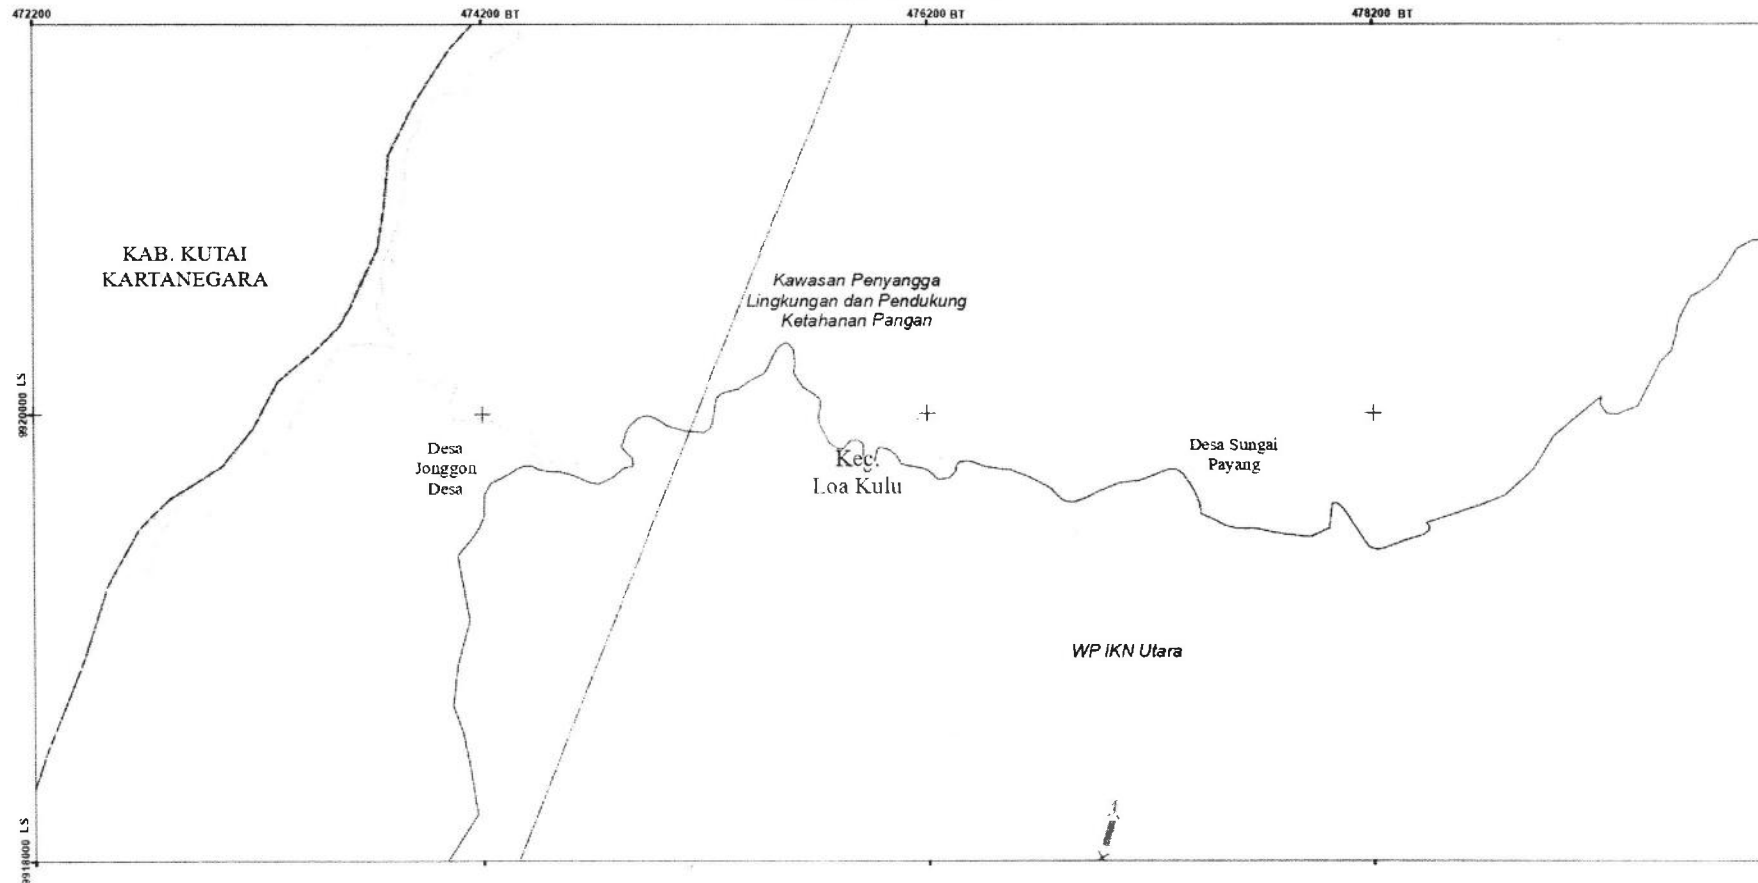 472200
474200 BT
476200 BT
478200 BT
KAB. KUTAI
KARTANEGARA
Kawasan Penyangga
Lingkungan dan Pendukung
Ketahanan Pangan
9920000 LS
Desa
Jonggon
Desa
Kec.
Loa Kulu
Desa Sungai
Payang
WP IKN Utara
9918000 LS